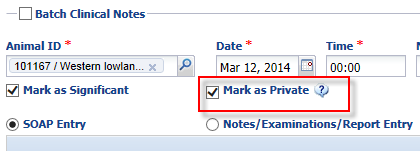 Batch Clinical Notes
Animal ID * Date * Time *
101167 / Western lowlan... × Mar 12, 2014 00:00
Mark as Significant Mark as Private ?
SOAP Entry Notes/Examinations/Report Entry